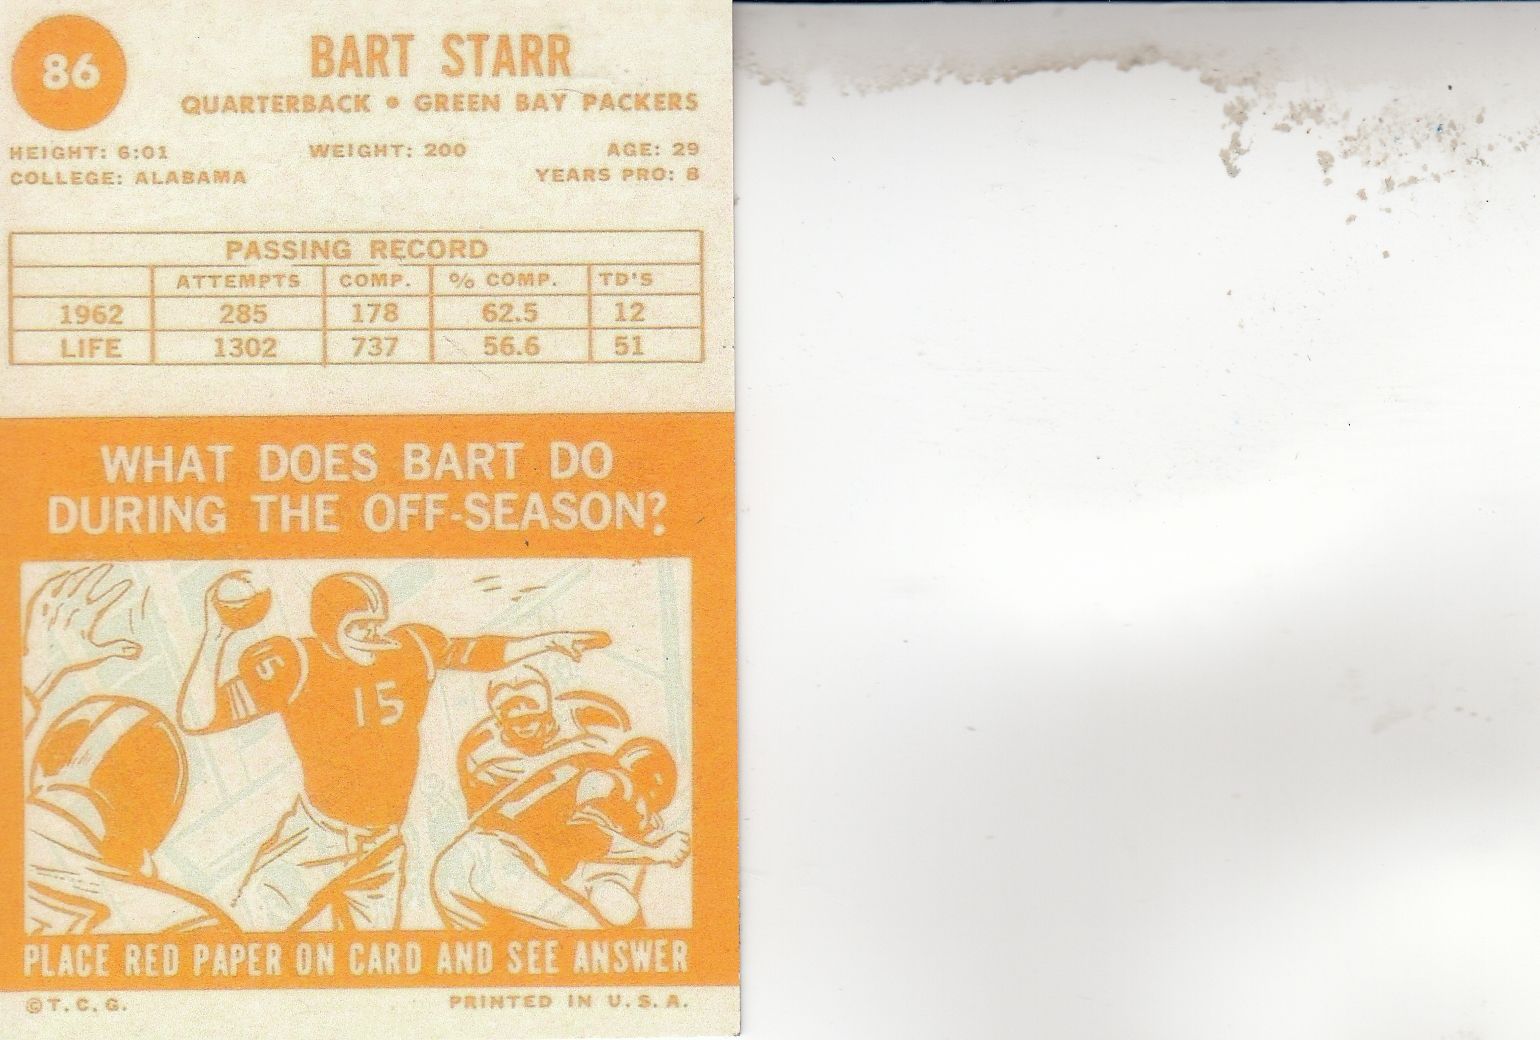 86
BART STARR
QUARTERBACK • GREEN BAY PACKERS
HEIGHT: 6:01 WEIGHT: 200 AGE: 29
COLLEGE: ALABAMA YEARS PRO: 8
PASSING RECORD
ATTEMPTS COMP. % COMP. TD'S
1962 285 178 62.5 12
LIFE 1302 737 56.6 51
WHAT DOES BART DO
DURING THE OFF-SEASON?
5
15
PLACE RED PAPER ON CARD AND SEE ANSWER
©T.C.G. PRINTED IN U.S.A.